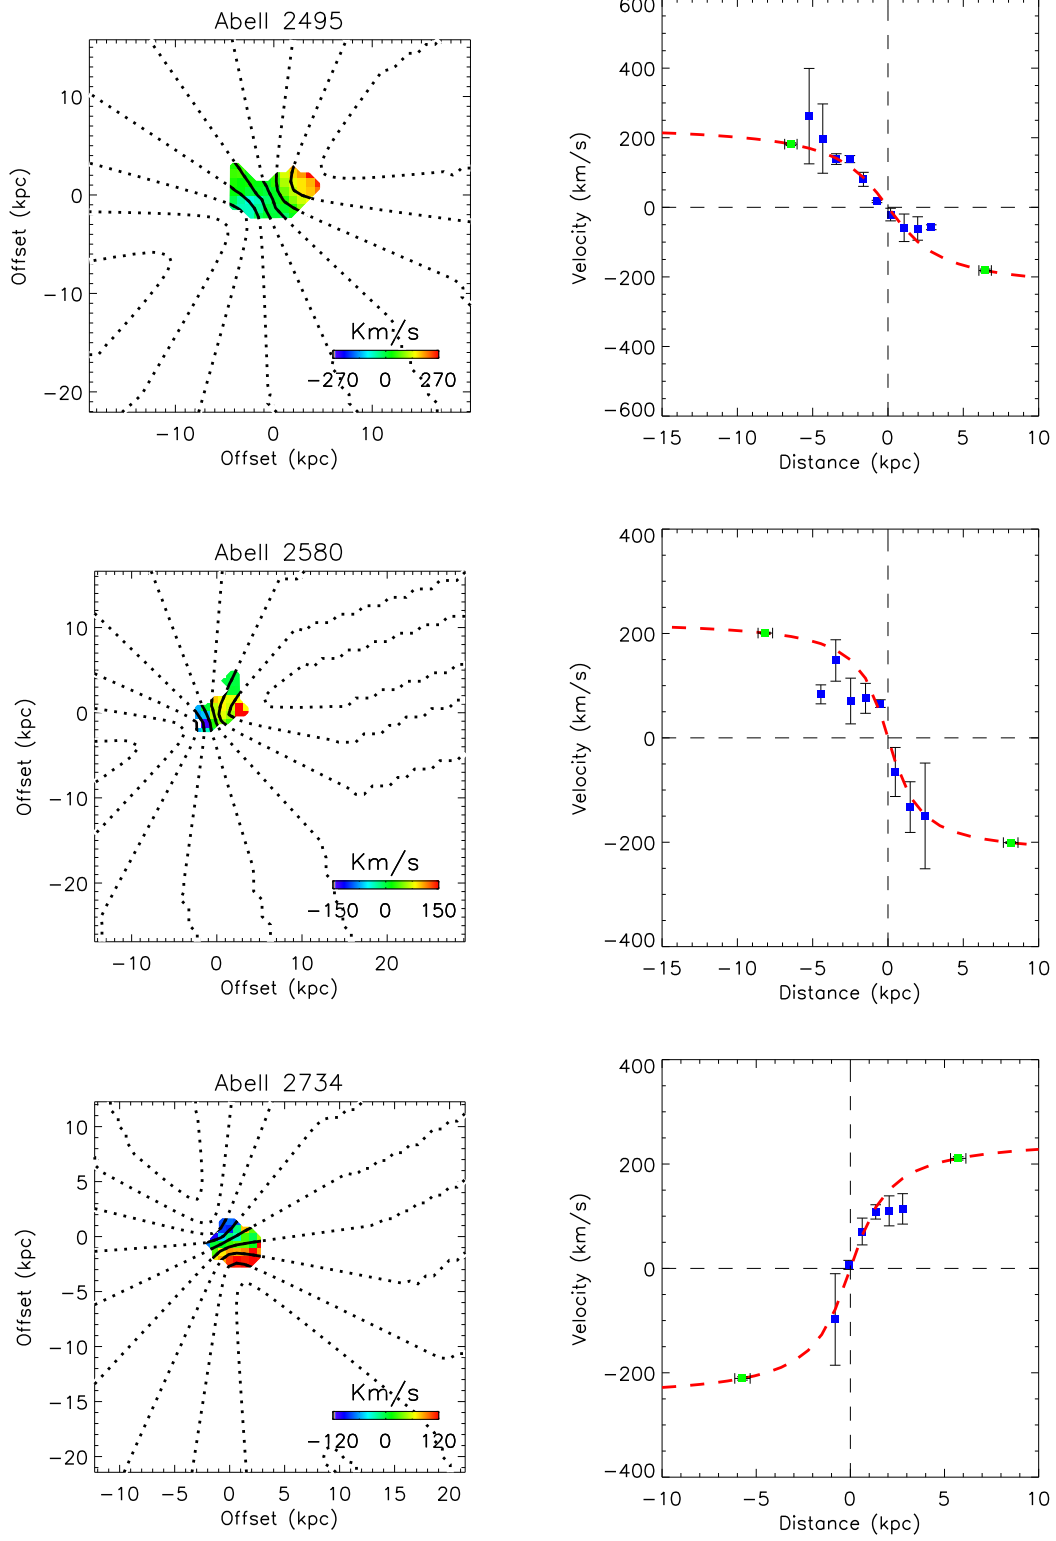 Abell 2495
10
0
−10
−20
Offset (kpc)
Km/s
−270 0 270
−10 0 10
Offset (kpc)
600
400
200
0
−200
−400
−600
Velocity (km/s)
−15 −10 −5 0 5 10
Distance (kpc)
Abell 2580
10
0
−10
−20
Offset (kpc)
Km/s
−150 0 150
−10 0 10 20
Offset (kpc)
400
200
0
−200
−400
Velocity (km/s)
−15 −10 −5 0 5 10
Distance (kpc)
Abell 2734
10
5
0
−5
−10
−15
−20
Offset (kpc)
Km/s
−120 0 120
−10 −5 0 5 10 15 20
Offset (kpc)
400
200
0
−200
−400
Velocity (km/s)
−10 −5 0 5 10
Distance (kpc)